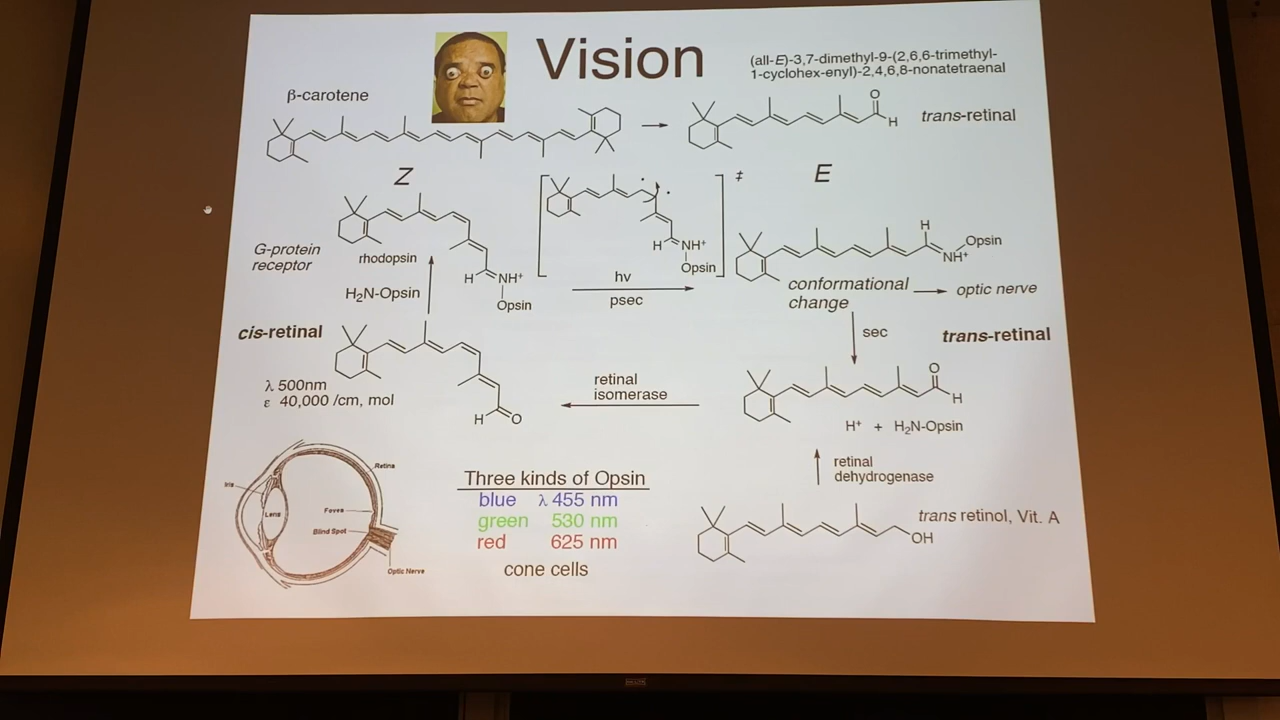 Vision
(all-E)-3,7-dimethyl-9-(2,6,6-trimethyl-
1-cyclohex-enyl)-2,4,6,8-nonatetraenal
β-carotene
O
H
trans-retinal
Z
‡
E
G-protein
receptor
rhodopsin
H
NH⁺
Opsin
H
NH⁺
Opsin
H
NH⁺
Opsin
H₂N-Opsin
hν
psec
conformational
change
optic nerve
cis-retinal
sec
trans-retinal
λ 500nm
ε 40,000 /cm, mol
H
O
retinal
isomerase
O
H
H⁺ + H₂N-Opsin
retinal
dehydrogenase
Iris
Lens
Retina
Fovea
Blind Spot
Optic Nerve
Three kinds of Opsin
blue λ 455 nm
green 530 nm
red 625 nm
cone cells
trans retinol, Vit. A
OH